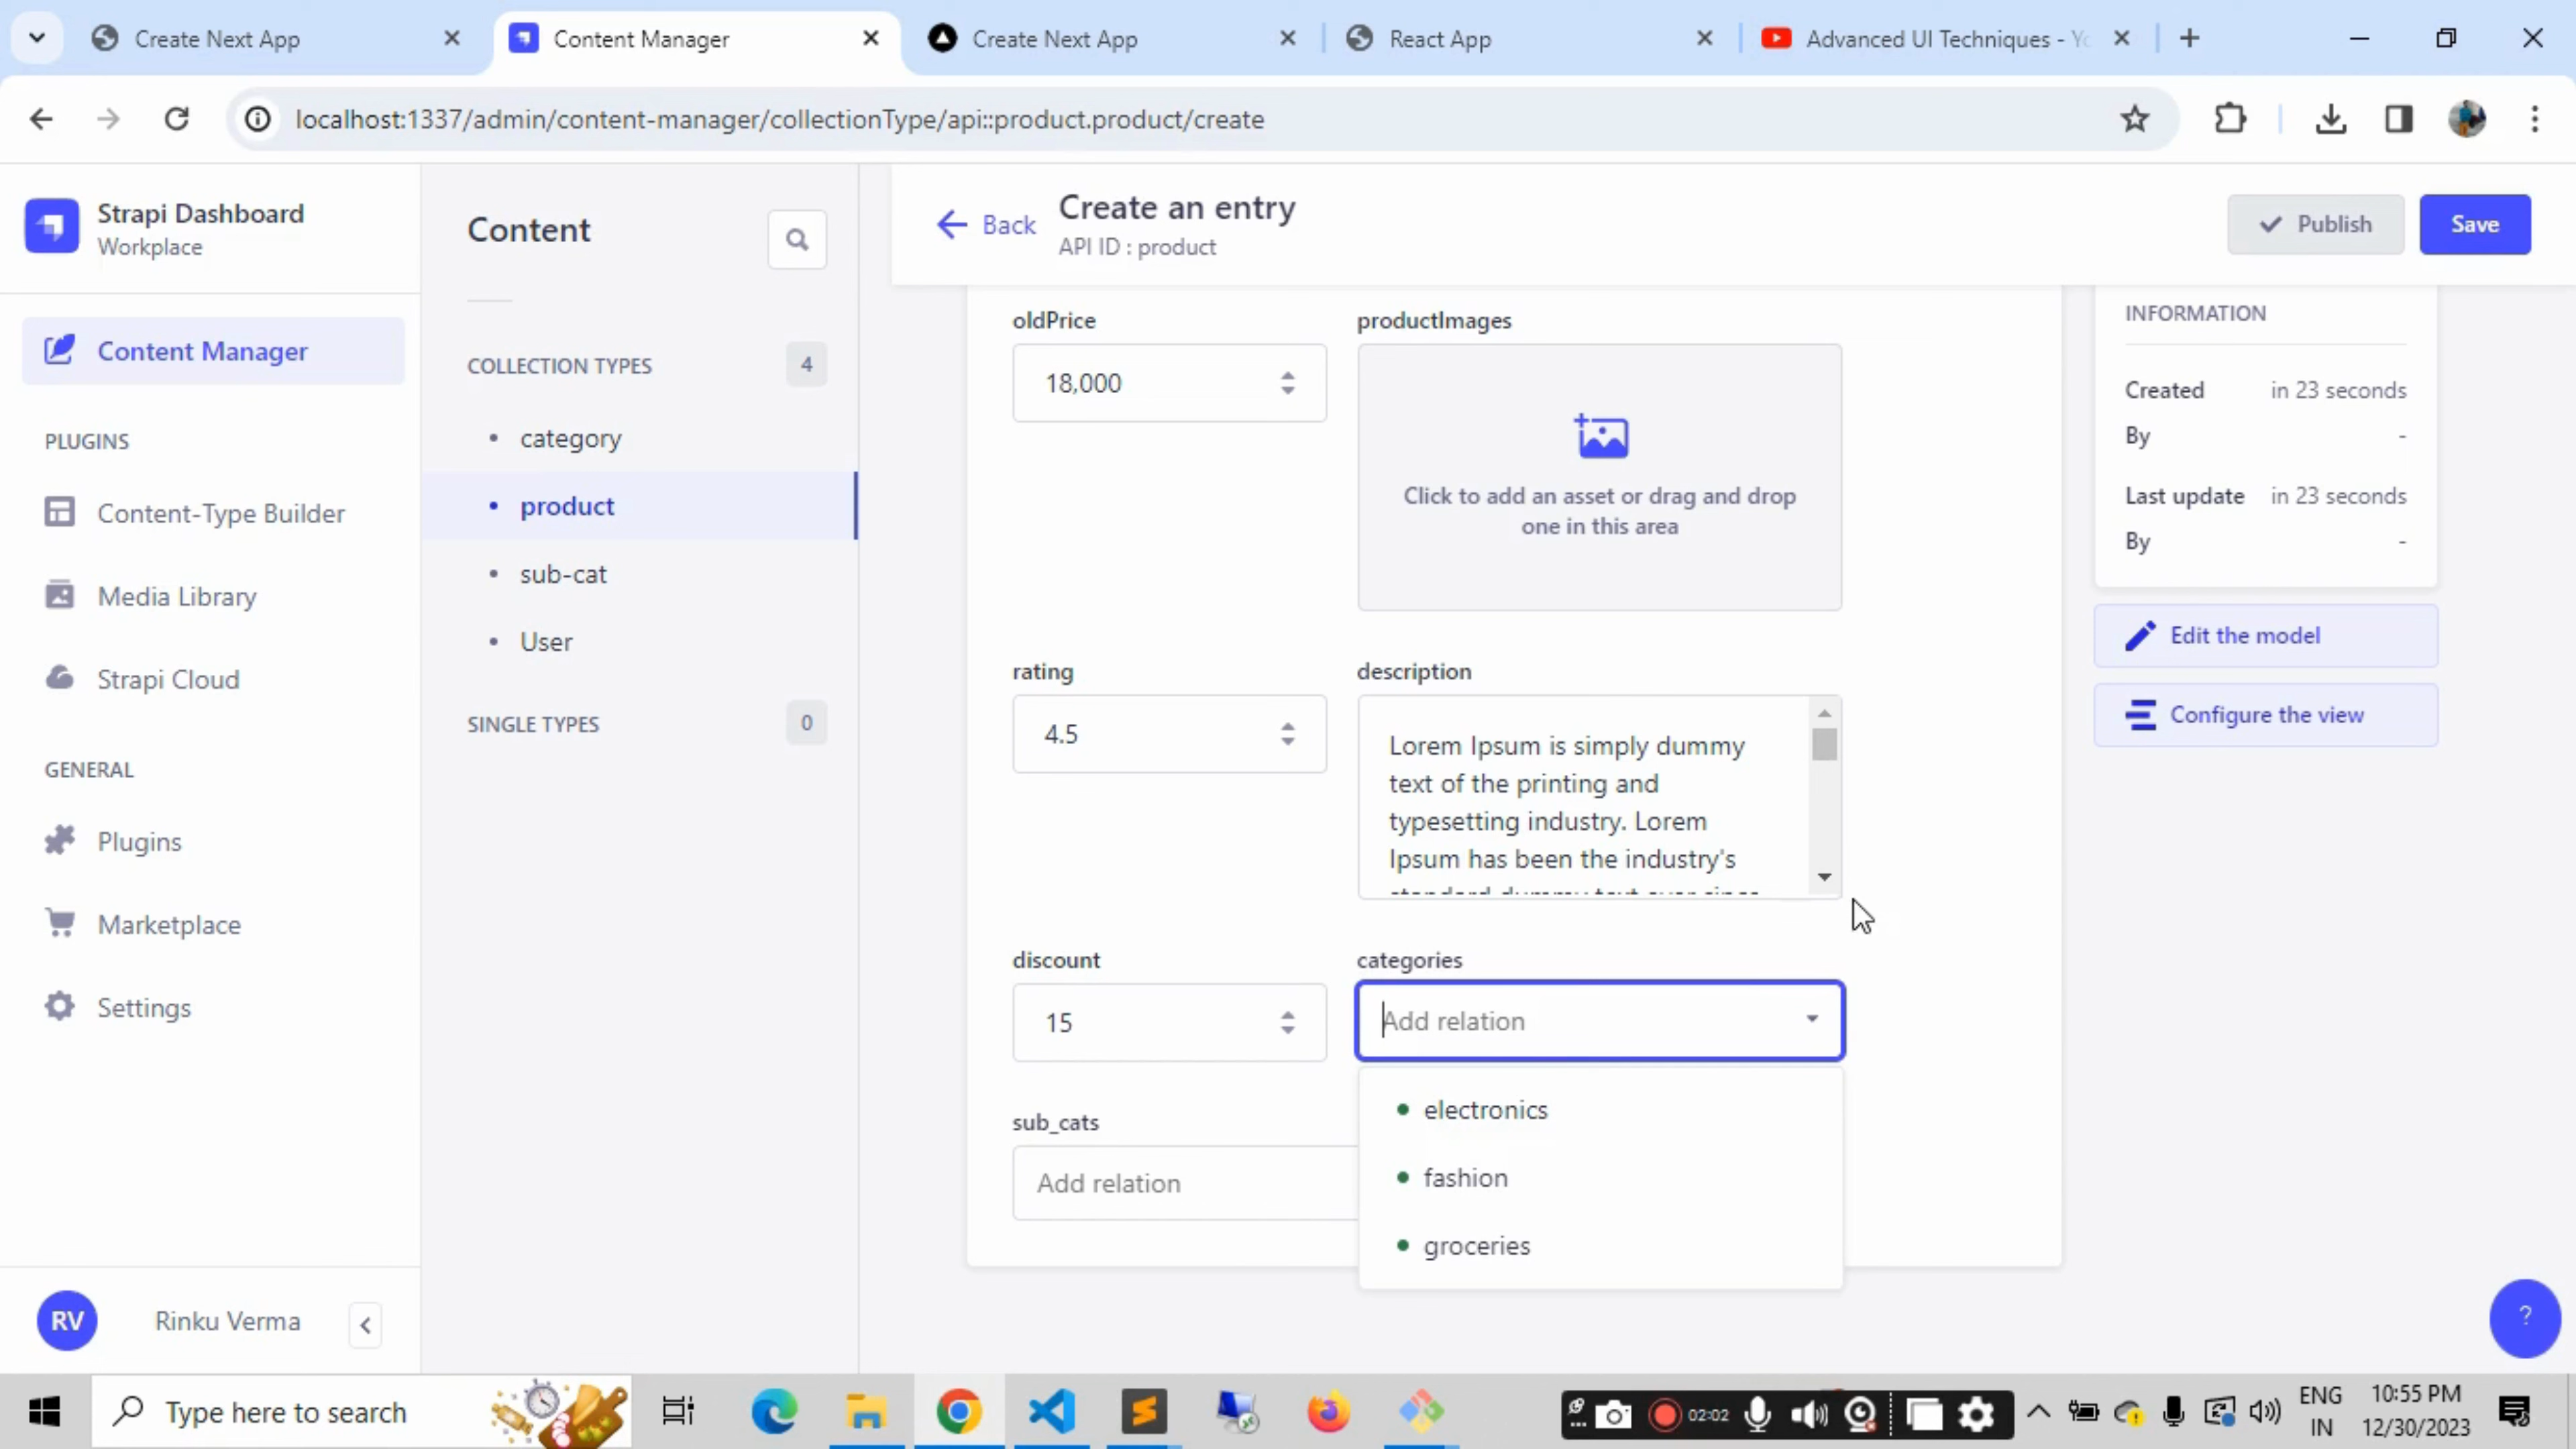 Create Next App
Content Manager
Create Next App
React App
Advanced UI Techniques - Yo
localhost:1337/admin/content-manager/collectionType/api::product.product/create
Strapi Dashboard
Workplace
Content Manager
PLUGINS
Content-Type Builder
Media Library
Strapi Cloud
GENERAL
Plugins
Marketplace
Settings
RV
Rinku Verma
Content
COLLECTION TYPES 4
category
product
sub-cat
User
SINGLE TYPES 0
Back
Create an entry
API ID : product
Publish
Save
oldPrice
18,000
productImages
Click to add an asset or drag and drop
one in this area
rating
4.5
description
Lorem Ipsum is simply dummy
text of the printing and
typesetting industry. Lorem
Ipsum has been the industry's
standard dummy text ever since
discount
15
categories
Add relation
electronics
fashion
groceries
sub_cats
Add relation
INFORMATION
Created in 23 seconds
By -
Last update in 23 seconds
By -
Edit the model
Configure the view
?
Type here to search
02:02
ENG
IN
10:55 PM
12/30/2023